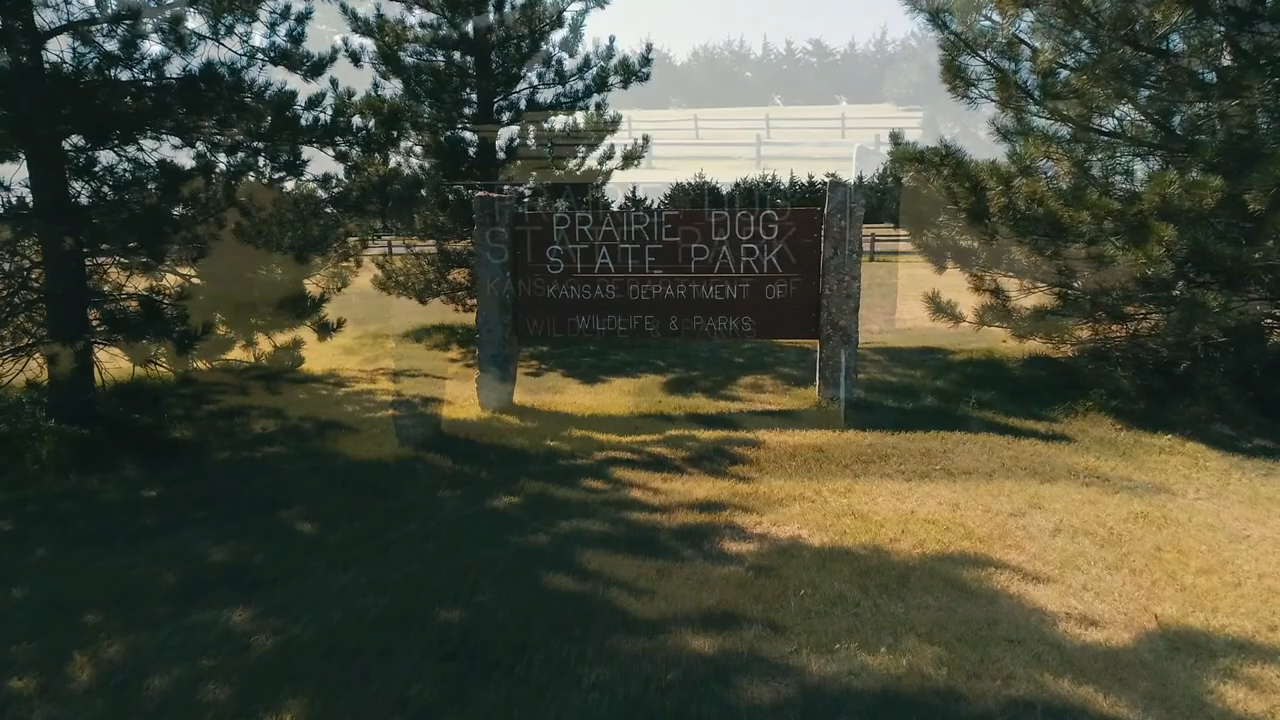 PRAIRIE DOG
STATE PARK
KANSAS DEPARTMENT OF
WILDLIFE & PARKS